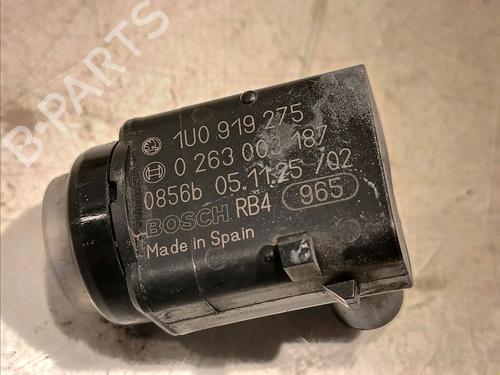 B-PARTS
1U0 919 275
0 263 003 187
0856b 05.11.25 /02
BOSCH RB4 965
Made in Spain